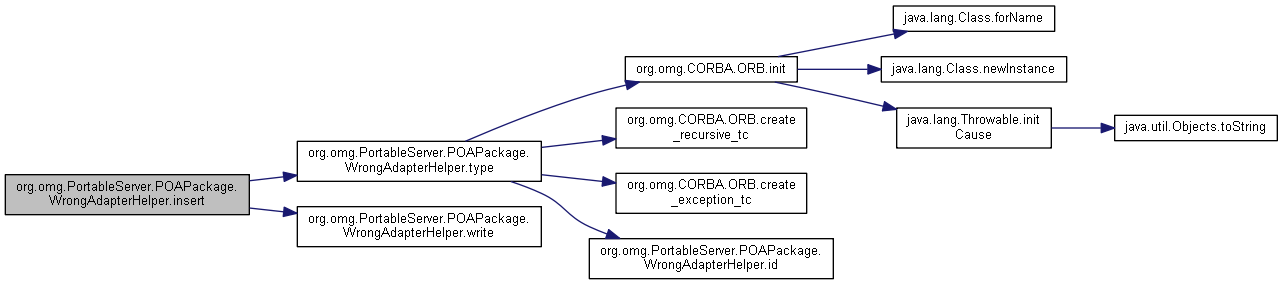 org.omg.PortableServer.POAPackage.
WrongAdapterHelper.insert
org.omg.PortableServer.POAPackage.
WrongAdapterHelper.type
org.omg.PortableServer.POAPackage.
WrongAdapterHelper.write
org.omg.CORBA.ORB.init
org.omg.CORBA.ORB.create
_recursive_tc
org.omg.CORBA.ORB.create
_exception_tc
org.omg.PortableServer.POAPackage.
WrongAdapterHelper.id
java.lang.Class.forName
java.lang.Class.newInstance
java.lang.Throwable.init
Cause
java.util.Objects.toString